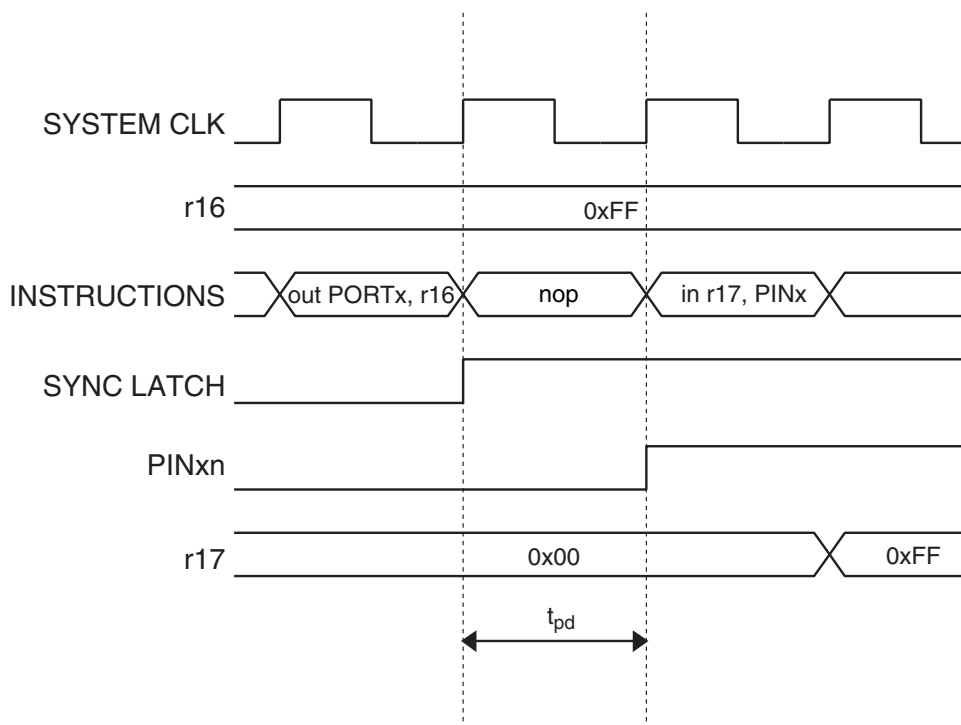 SYSTEM CLK
r16
0xFF
INSTRUCTIONS
out PORTx, r16
nop
in r17, PINx
SYNC LATCH
PINxn
r17
0x00
0xFF
tpd